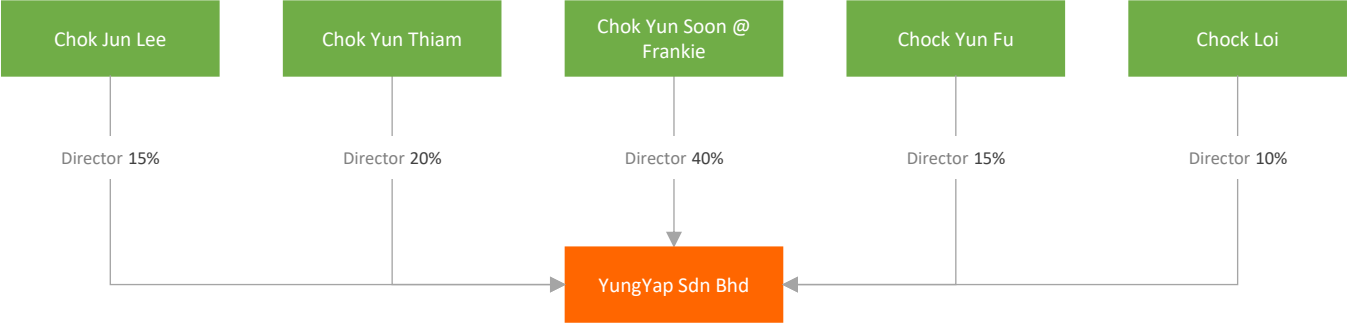 Chok Jun Lee
Chok Yun Thiam
Chok Yun Soon @
Frankie
Chock Yun Fu
Chock Loi
Director 15%
Director 20%
Director 40%
Director 15%
Director 10%
YungYap Sdn Bhd